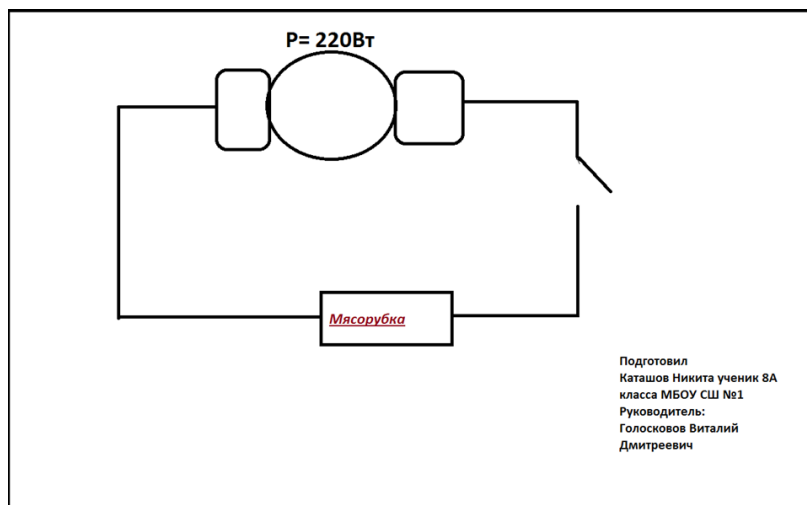 P= 220Вт
Мясорубка
Подготовил
Каташов Никита ученик 8А
класса МБОУ СШ №1
Руководитель:
Голосковов Виталий
Дмитреевич